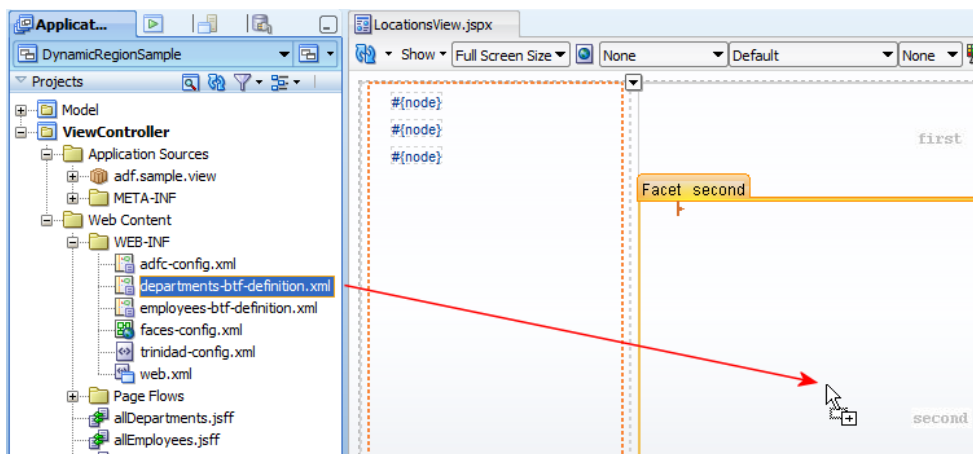 Applicat...
LocationsView.jspx
DynamicRegionSample
Show
Full Screen Size
None
Default
None
Projects
Model
ViewController
Application Sources
adf.sample.view
META-INF
Web Content
WEB-INF
adfc-config.xml
departments-btf-definition.xml
employees-btf-definition.xml
faces-config.xml
trinidad-config.xml
web.xml
Page Flows
allDepartments.jsff
allEmployees.jsff
#{node}
#{node}
#{node}
first
Facet second
second